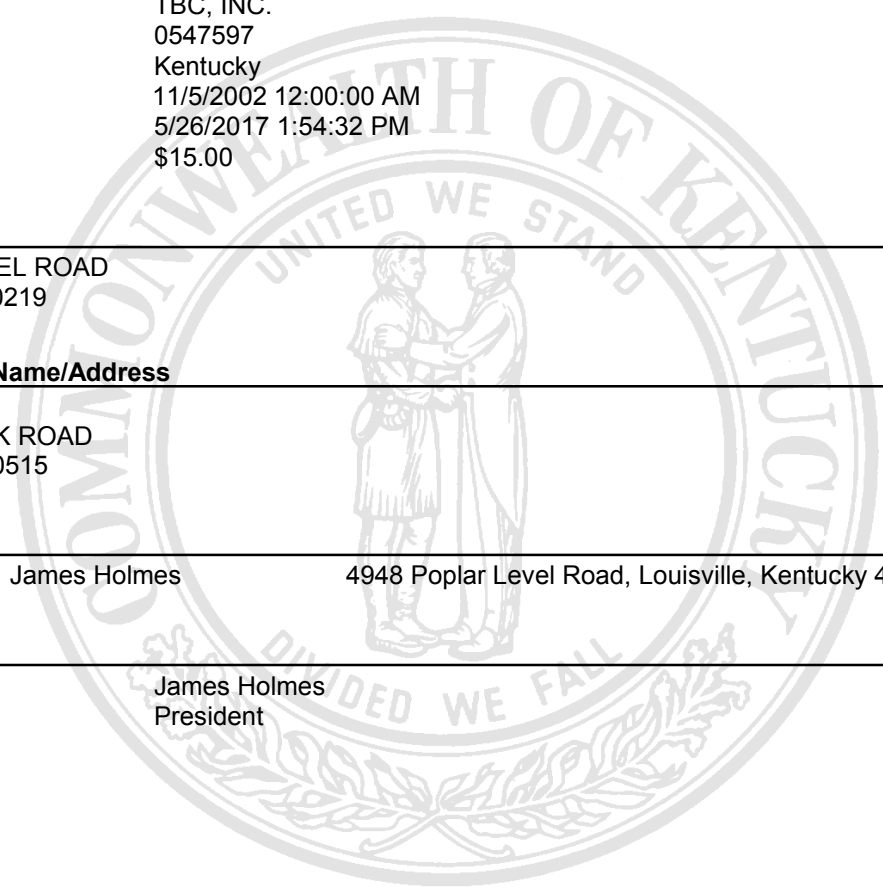 TBC, INC.
0547597
Kentucky
11/5/2002 12:00:00 AM
5/26/2017 1:54:32 PM
$15.00
EL ROAD
0219
Name/Address
K ROAD
0515
James Holmes 4948 Poplar Level Road, Louisville, Kentucky 4
James Holmes
President
COMMONWEALTH OF KENTUCKY
UNITED WE STAND
DIVIDED WE FALL